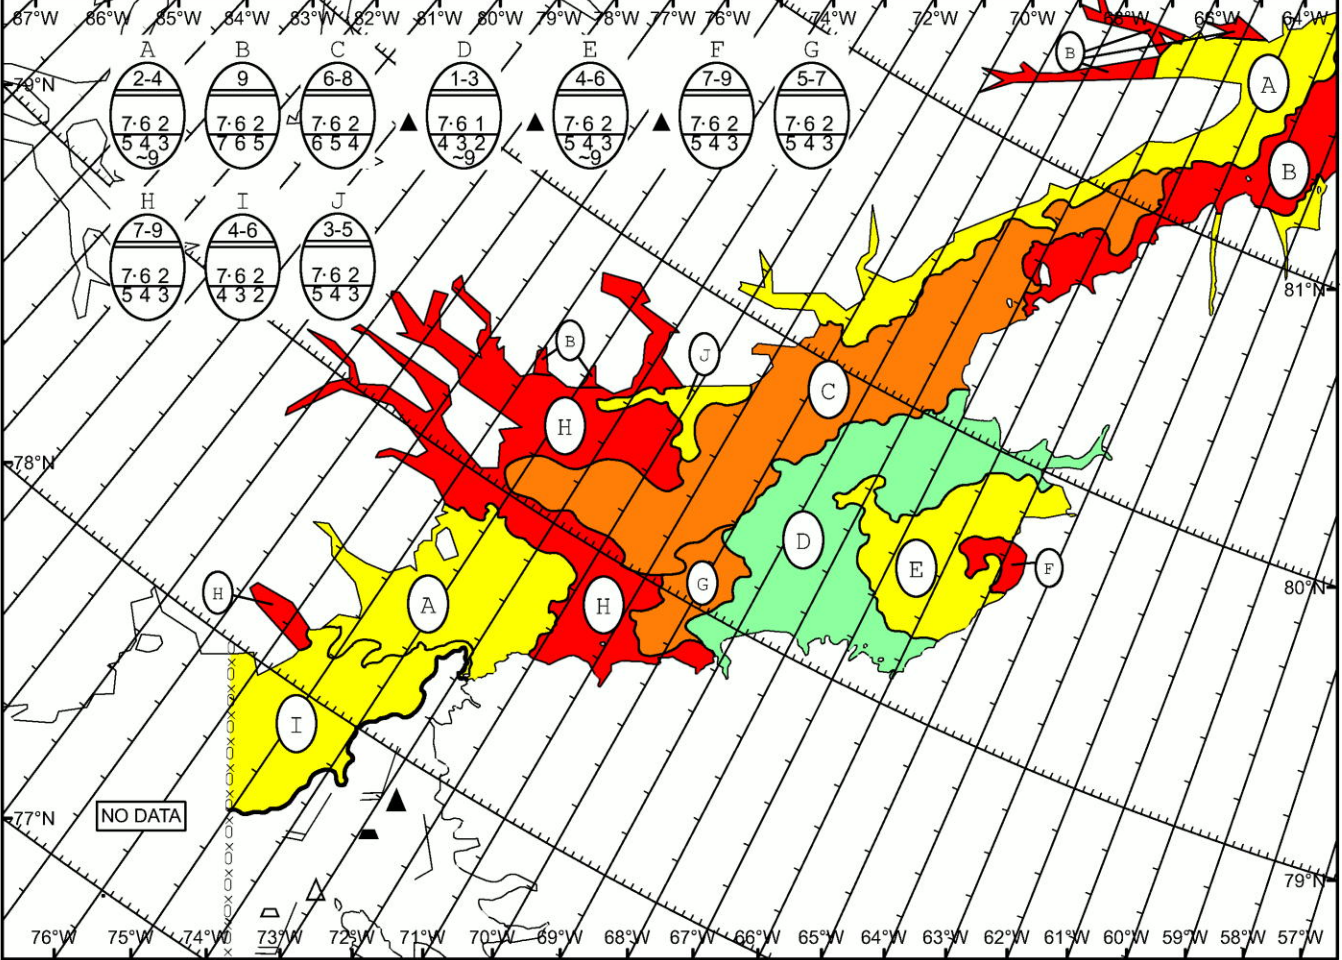 87°W 86°W 85°W 84°W 83°W 82°W 81°W 80°W 79°W 78°W 77°W 76°W 74°W 72°W 70°W 68°W 66°W 64°W
A B C D E F G
2-4 9 6-8 1-3 4-6 7-9 5-7
7·6 2 7·6 2 7·6 2 7·6 1 7·6 2 7·6 2 7·6 2
5 4 3 7 6 5 6 5 4 4 3 2 5 4 3 5 4 3 5 4 3
~9 ~9 ~9
B
79°N
A
B
H I J
7-9 4-6 3-5
7·6 2 7·6 2 7·6 2
5 4 3 4 3 2 5 4 3
81°N
B J
C
H
78°N
D
E F
G
80°N
H A H
I
NO DATA
77°N
79°N
76°W 75°W 74°W 73°W 72°W 71°W 70°W 69°W 68°W 67°W 66°W 65°W 64°W 63°W 62°W 61°W 60°W 59°W 58°W 57°W